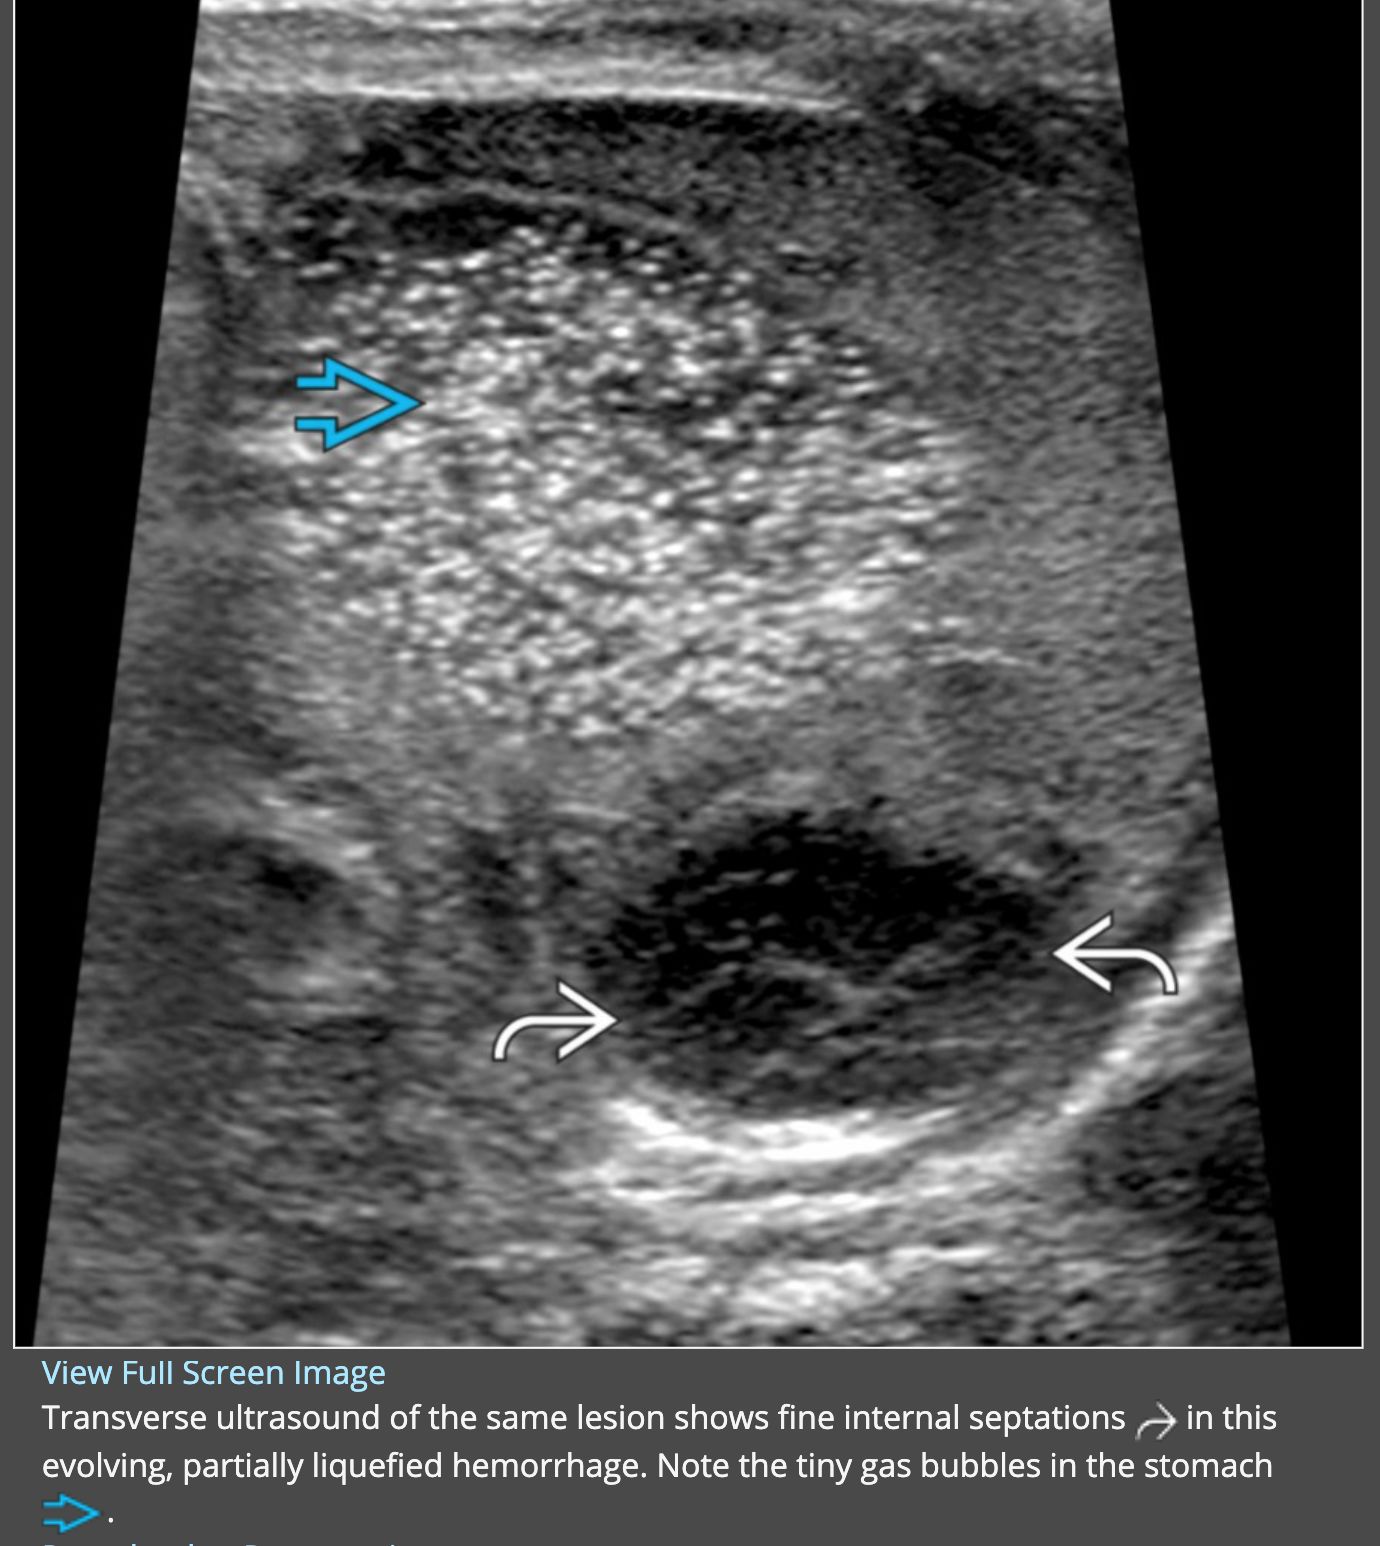 View Full Screen Image
Transverse ultrasound of the same lesion shows fine internal septations in this
evolving, partially liquefied hemorrhage. Note the tiny gas bubbles in the stomach
.